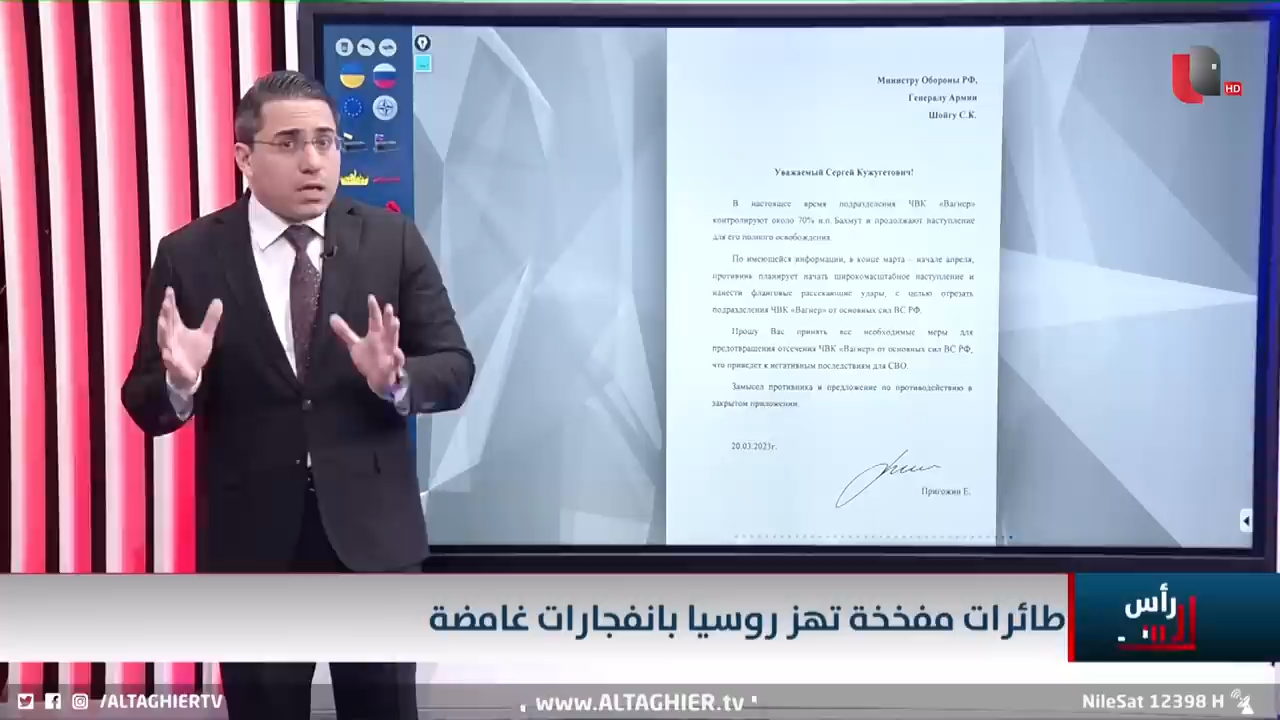 HD
Министру Обороны РФ,
Генералу Армии
Шойгу С.К.
Уважаемый Сергей Кужугетович!
В настоящее время подразделения ЧВК «Вагнер»
контролируют около 70% н.п. Бахмут и продолжают наступление
для его полного освобождения.
По имеющейся информации, в конце марта – начале апреля,
противник планирует начать широкомасштабное наступление и
нанести фланговые рассекающие удары, с целью отрезать
подразделения ЧВК «Вагнер» от основных сил ВС РФ.
Прошу Вас принять все необходимые меры для
предотвращения отсечения ЧВК «Вагнер» от основных сил ВС РФ,
что приведет к негативным последствиям для СВО.
Замысел противника и предложение по противодействию в
закрытом приложении.
20.03.2023г.
Пригожин Е.
طائرات مفخخة تهز روسيا بانفجارات غامضة
رأس
/ALTAGHIERTV
www.ALTAGHIER.tv
NileSat 12398 H